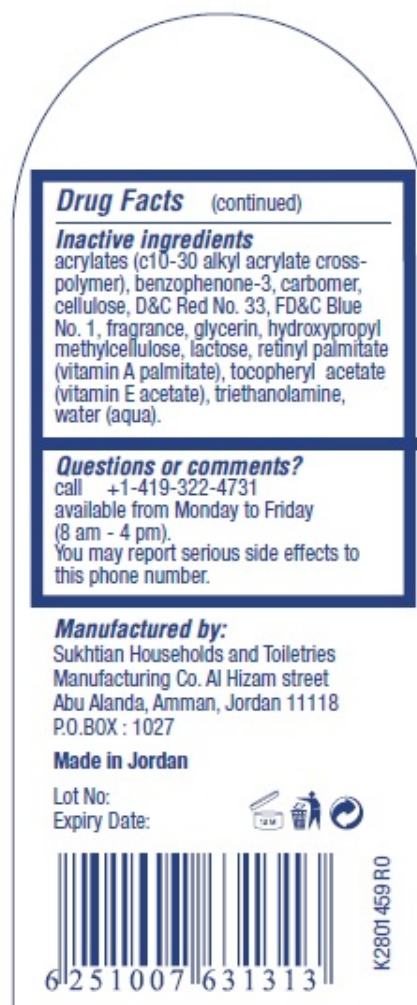 Drug Facts (continued)
Inactive ingredients
acrylates (c10-30 alkyl acrylate cross-
polymer), benzophenone-3, carbomer,
cellulose, D&C Red No. 33, FD&C Blue
No. 1, fragrance, glycerin, hydroxypropyl
methylcellulose, lactose, retinyl palmitate
(vitamin A palmitate), tocopheryl acetate
(vitamin E acetate), triethanolamine,
water (aqua).
Questions or comments?
call +1-419-322-4731
available from Monday to Friday
(8 am - 4 pm).
You may report serious side effects to
this phone number.
Manufactured by:
Sukhtian Households and Toiletries
Manufacturing Co. Al Hizam street
Abu Alanda, Amman, Jordan 11118
P.O.BOX : 1027
Made in Jordan
Lot No:
Expiry Date:
K2801459 R0
6 251007 631313